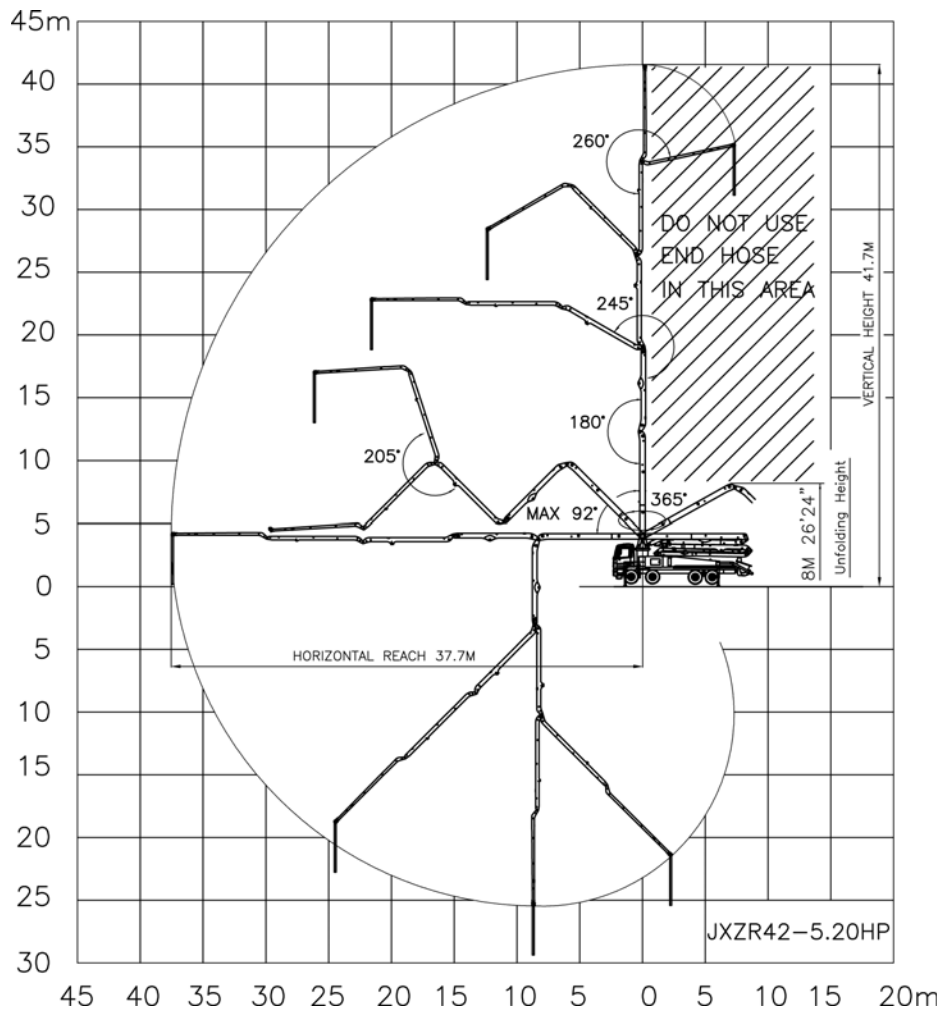 45m
40
35
30
25
20
15
10
5
0
5
10
15
20
25
30
260°
DO NOT USE
END HOSE
IN THIS AREA
245°
VERTICAL HEIGHT 41.7M
180°
205°
MAX 92°
365°
8M 26'24"
Unfolding Height
HORIZONTAL REACH 37.7M
JXZR42-5.20HP
45 40 35 30 25 20 15 10 5 0 5 10 15 20m